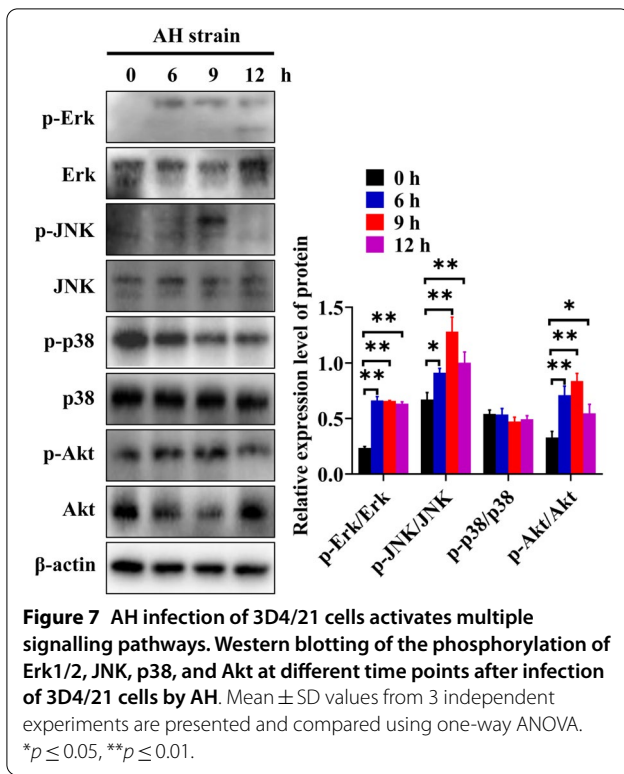 AH strain
0 6 9 12 h
p-Erk
Erk
p-JNK
JNK
p-p38
p38
p-Akt
Akt
β-actin
0 h
6 h
9 h
12 h
Relative expression level of protein
1.5
1.0
0.5
0.0
** ** **
** ** *
* ** **
p-Erk/Erk
p-JNK/JNK
p-p38/p38
p-Akt/Akt
Figure 7 AH infection of 3D4/21 cells activates multiple
signalling pathways. Western blotting of the phosphorylation of
Erk1/2, JNK, p38, and Akt at different time points after infection
of 3D4/21 cells by AH. Mean ± SD values from 3 independent
experiments are presented and compared using one-way ANOVA.
*p ≤ 0.05, **p ≤ 0.01.